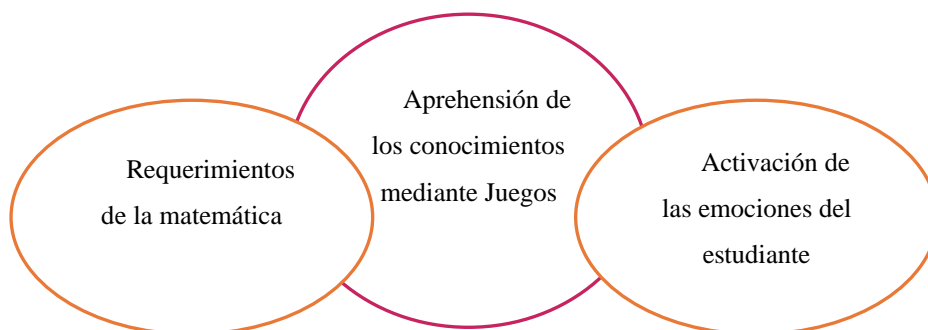 Requerimientos
de la matemática
Aprehensión de
los conocimientos
mediante Juegos
Activación de
las emociones del
estudiante